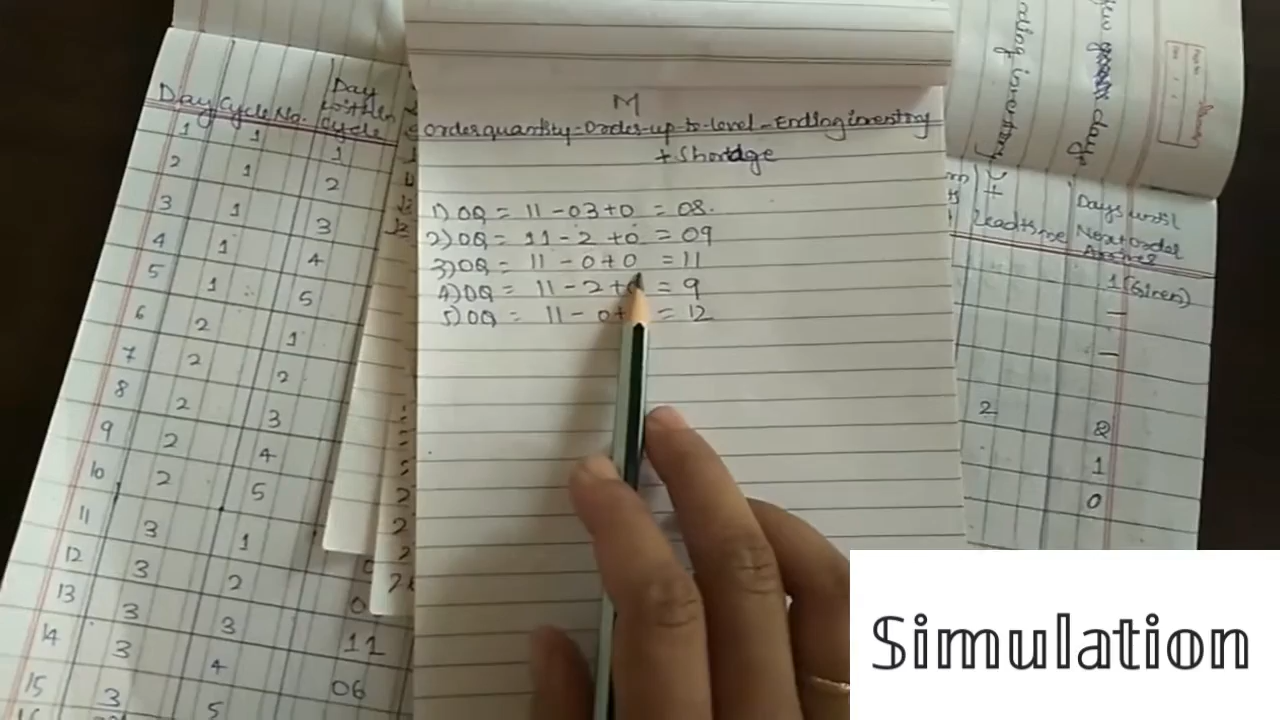 Day Cycle No. Day within cycle
1 1 1
2 1 2
3 1 3
4 1 4
5 1 5
6 2 1
7 2 2
8 2 3
9 2 4
10 2 5
11 3 1
12 3 2
13 3 3
14 3 4
15 3 5
0
11
06
M
order quantity - Order-up-to-level - Ending inventory
+ Shortage
1) OQ = 11 - 03 + 0 = 08.
2) OQ = 11 - 2 + 0 = 09
3) OQ = 11 - 0 + 0 = 11
4) OQ = 11 - 2 + = 9
5) OQ = 11 - 0 + = 12
ding inventory) +
days
Lead time
Days until
Next order
Arrives
1 (Given)
—
—
2 2
1
0
Simulation